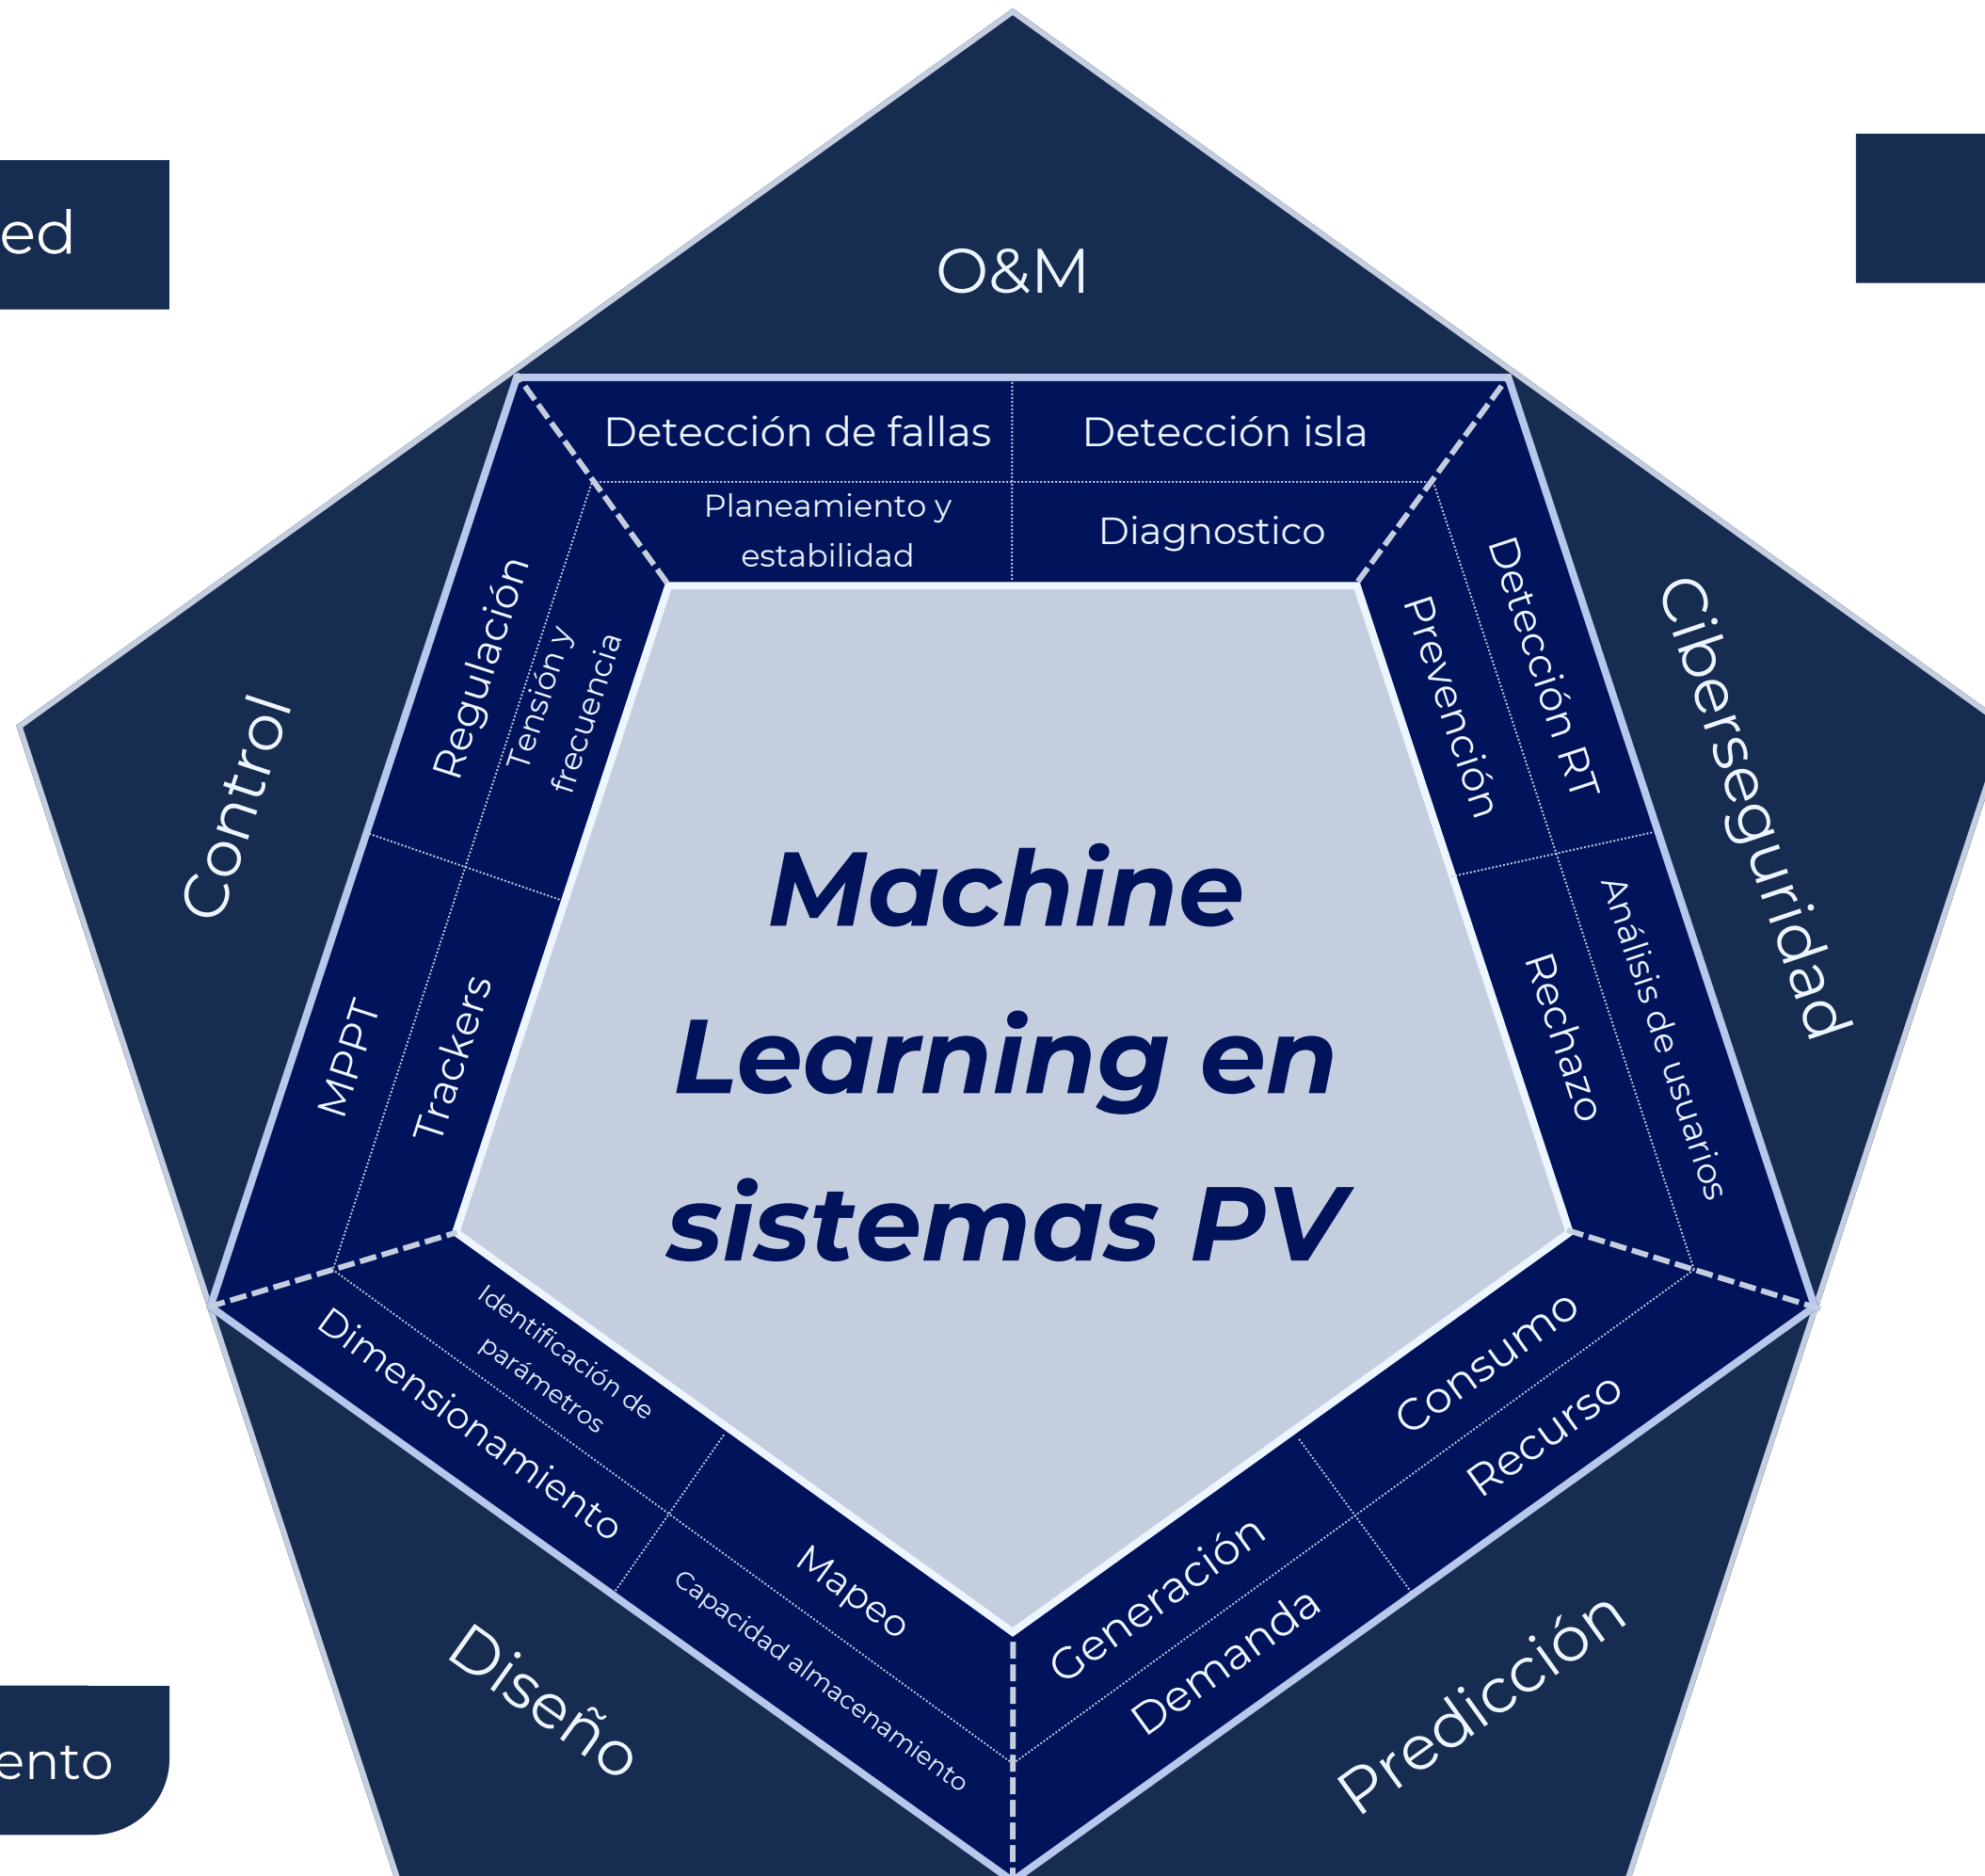 ed
O&M
Detección de fallas
Detección isla
Planeamiento y
estabilidad
Diagnostico
Control
Regulación
Tensión y
frecuencia
MPPT
Trackers
Ciberseguridad
Detección RT
Prevención
Análisis de usuarios
Rechazo
Machine
Learning en
sistemas PV
Identificación de
parámetros
Dimensionamiento
Mapeo
Capacidad almacenamiento
Diseño
Consumo
Recurso
Generación
Demanda
Predicción
ento